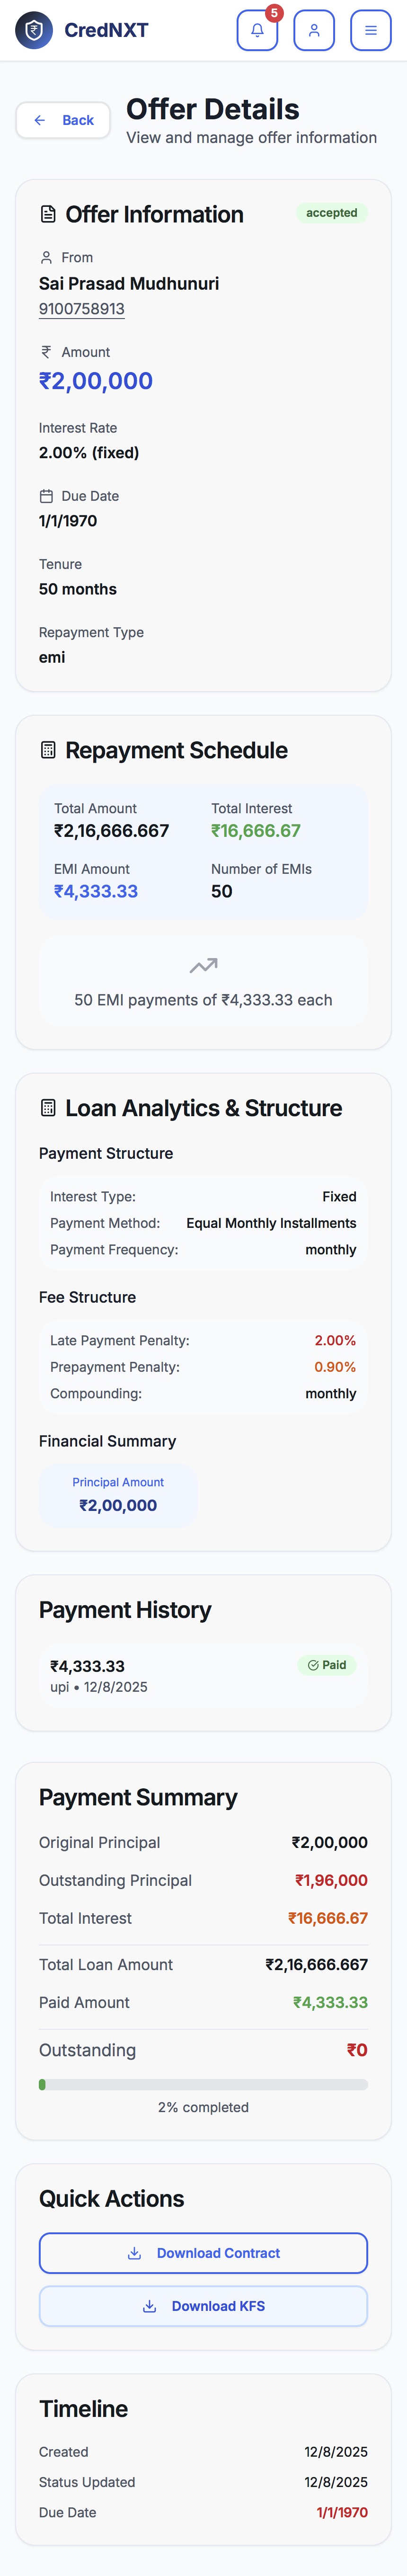 CredNXT
5
Back
Offer Details
View and manage offer information
Offer Information
accepted
From
Sai Prasad Mudhunuri
9100758913
₹ Amount
₹2,00,000
Interest Rate
2.00% (fixed)
Due Date
1/1/1970
Tenure
50 months
Repayment Type
emi
Repayment Schedule
Total Amount
Total Interest
₹2,16,666.667
₹16,666.67
EMI Amount
Number of EMIs
₹4,333.33
50
50 EMI payments of ₹4,333.33 each
Loan Analytics & Structure
Payment Structure
Interest Type: Fixed
Payment Method: Equal Monthly Installments
Payment Frequency: monthly
Fee Structure
Late Payment Penalty: 2.00%
Prepayment Penalty: 0.90%
Compounding: monthly
Financial Summary
Principal Amount
₹2,00,000
Payment History
₹4,333.33
Paid
upi • 12/8/2025
Payment Summary
Original Principal ₹2,00,000
Outstanding Principal ₹1,96,000
Total Interest ₹16,666.67
Total Loan Amount ₹2,16,666.667
Paid Amount ₹4,333.33
Outstanding ₹0
2% completed
Quick Actions
Download Contract
Download KFS
Timeline
Created 12/8/2025
Status Updated 12/8/2025
Due Date 1/1/1970